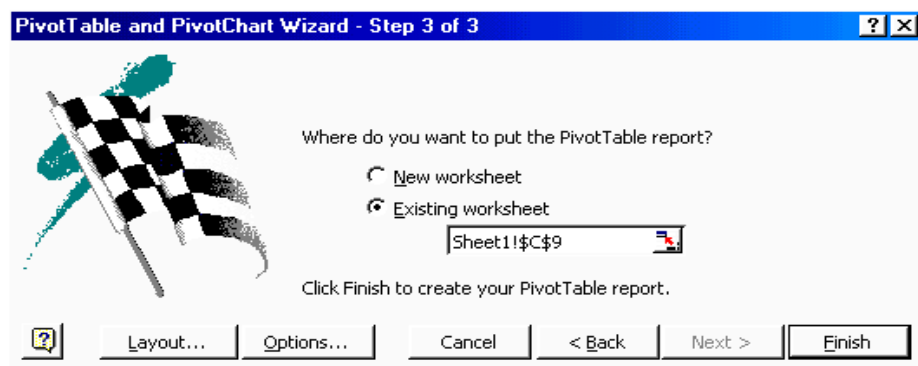 PivotTable and PivotChart Wizard - Step 3 of 3
Where do you want to put the PivotTable report?
New worksheet
Existing worksheet
Sheet1!$C$9
Click Finish to create your PivotTable report.
Layout... Options... Cancel < Back Next > Finish